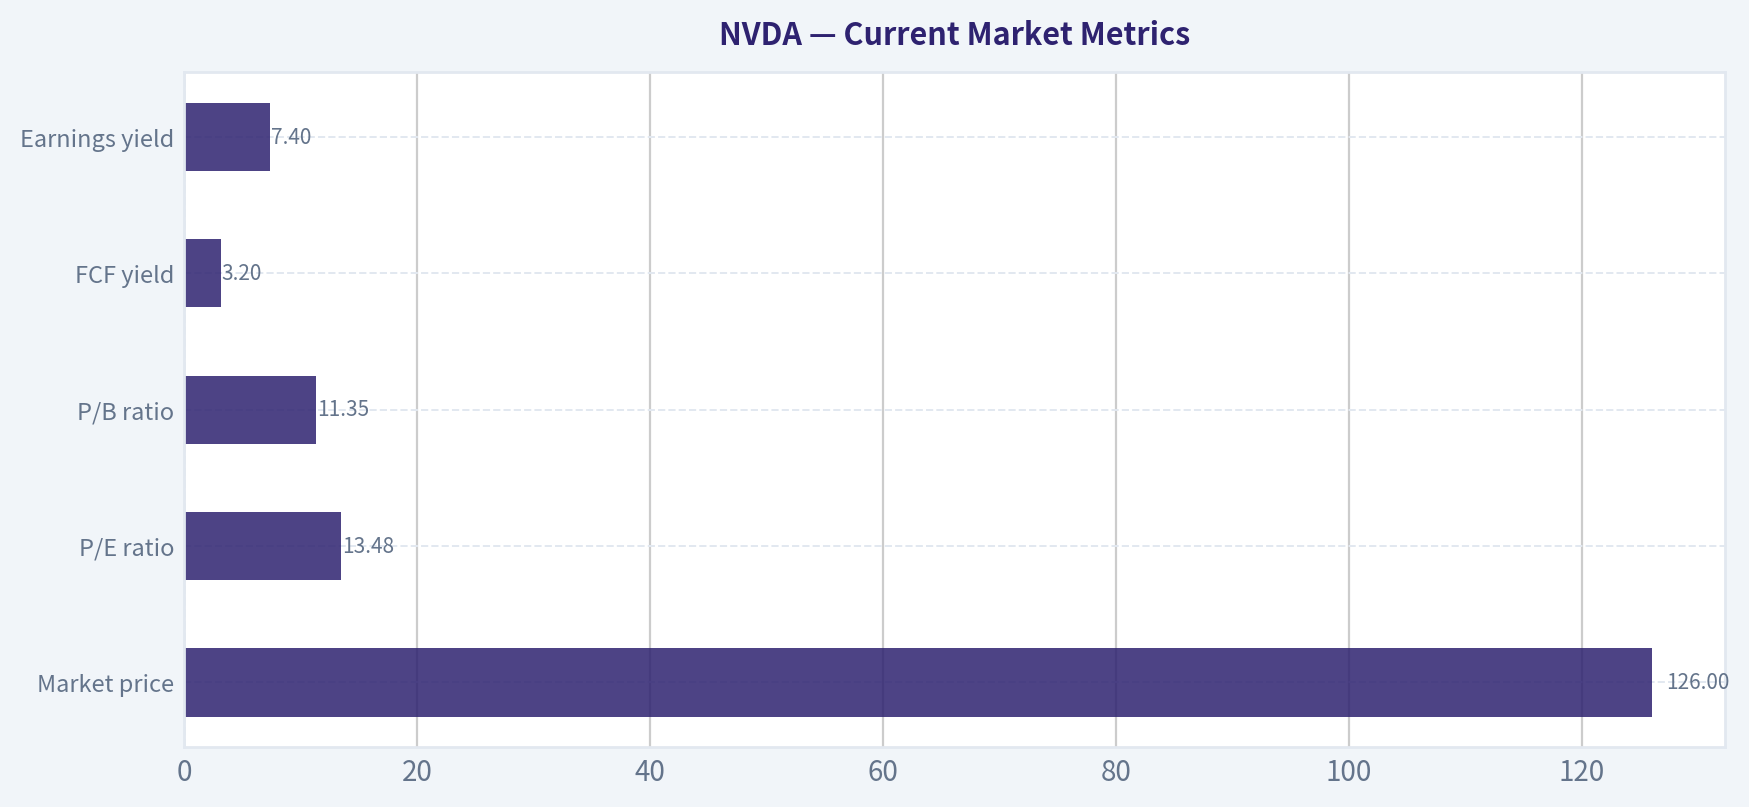 NVDA — Current Market Metrics
Earnings yield 7.40
FCF yield 3.20
P/B ratio 11.35
P/E ratio 13.48
Market price 126.00
0 20 40 60 80 100 120